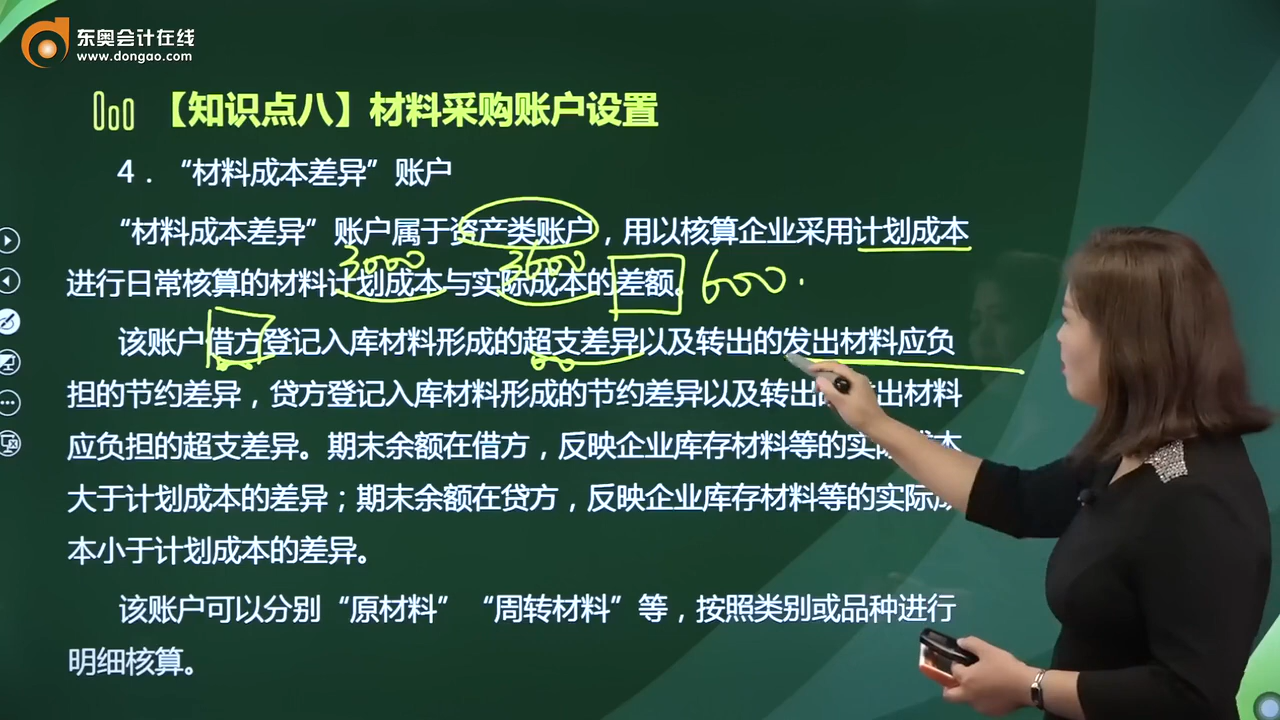 东奥会计在线
www.dongao.com
【知识点八】材料采购账户设置
4．“材料成本差异”账户
“材料成本差异”账户属于资产类账户，用以核算企业采用计划成本
3000 3600
进行日常核算的材料计划成本与实际成本的差额。 600
该账户借方登记入库材料形成的超支差异以及转出的发出材料应负
担的节约差异，贷方登记入库材料形成的节约差异以及转出的发出材料
应负担的超支差异。期末余额在借方，反映企业库存材料等的实际成本
大于计划成本的差异；期末余额在贷方，反映企业库存材料等的实际成
本小于计划成本的差异。
该账户可以分别“原材料”“周转材料”等，按照类别或品种进行
明细核算。